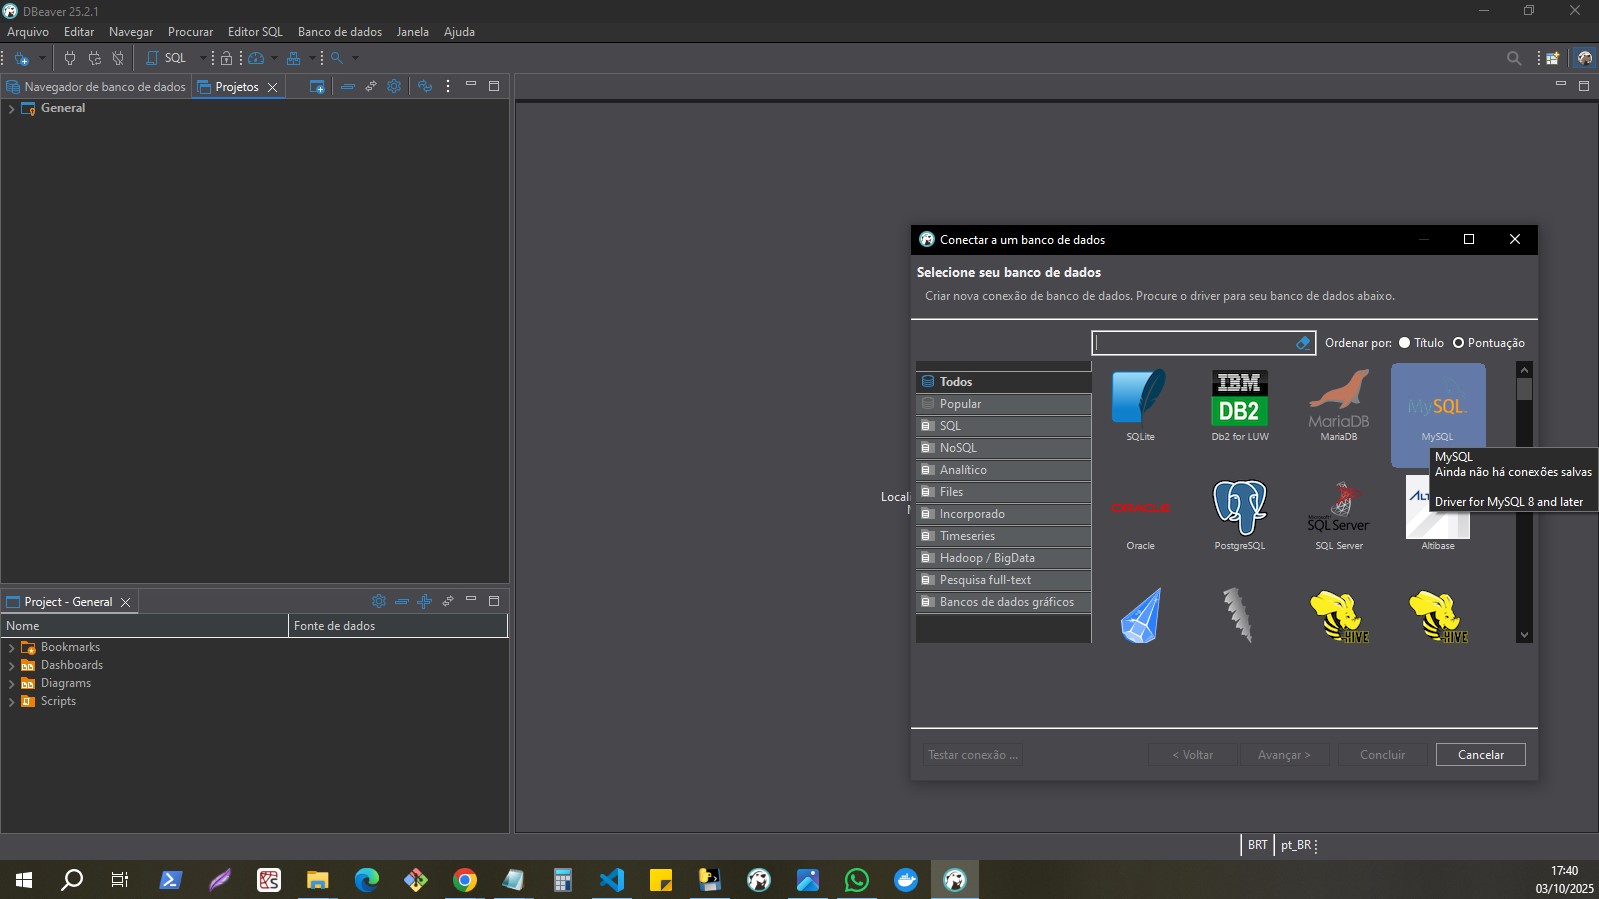 DBeaver 25.2.1
Arquivo Editar Navegar Procurar Editor SQL Banco de dados Janela Ajuda
SQL
Navegador de banco de dados
Projetos
General
Project - General
Nome
Fonte de dados
Bookmarks
Dashboards
Diagrams
Scripts
Locali
Conectar a um banco de dados
Selecione seu banco de dados
Criar nova conexão de banco de dados. Procure o driver para seu banco de dados abaixo.
Ordenar por: Título Pontuação
Todos
Popular
SQL
NoSQL
Analítico
Files
Incorporado
Timeseries
Hadoop / BigData
Pesquisa full-text
Bancos de dados gráficos
SQLite
IBM
DB2
Db2 for LUW
MariaDB
MariaDB
MySQL
MySQL
MySQL
Ainda não há conexões salvas
Driver for MySQL 8 and later
ORACLE
Oracle
PostgreSQL
Microsoft
SQL Server
SQL Server
Altibase
HIVE
HIVE
Testar conexão ...
< Voltar
Avançar >
Concluir
Cancelar
BRT
pt_BR
17:40
03/10/2025